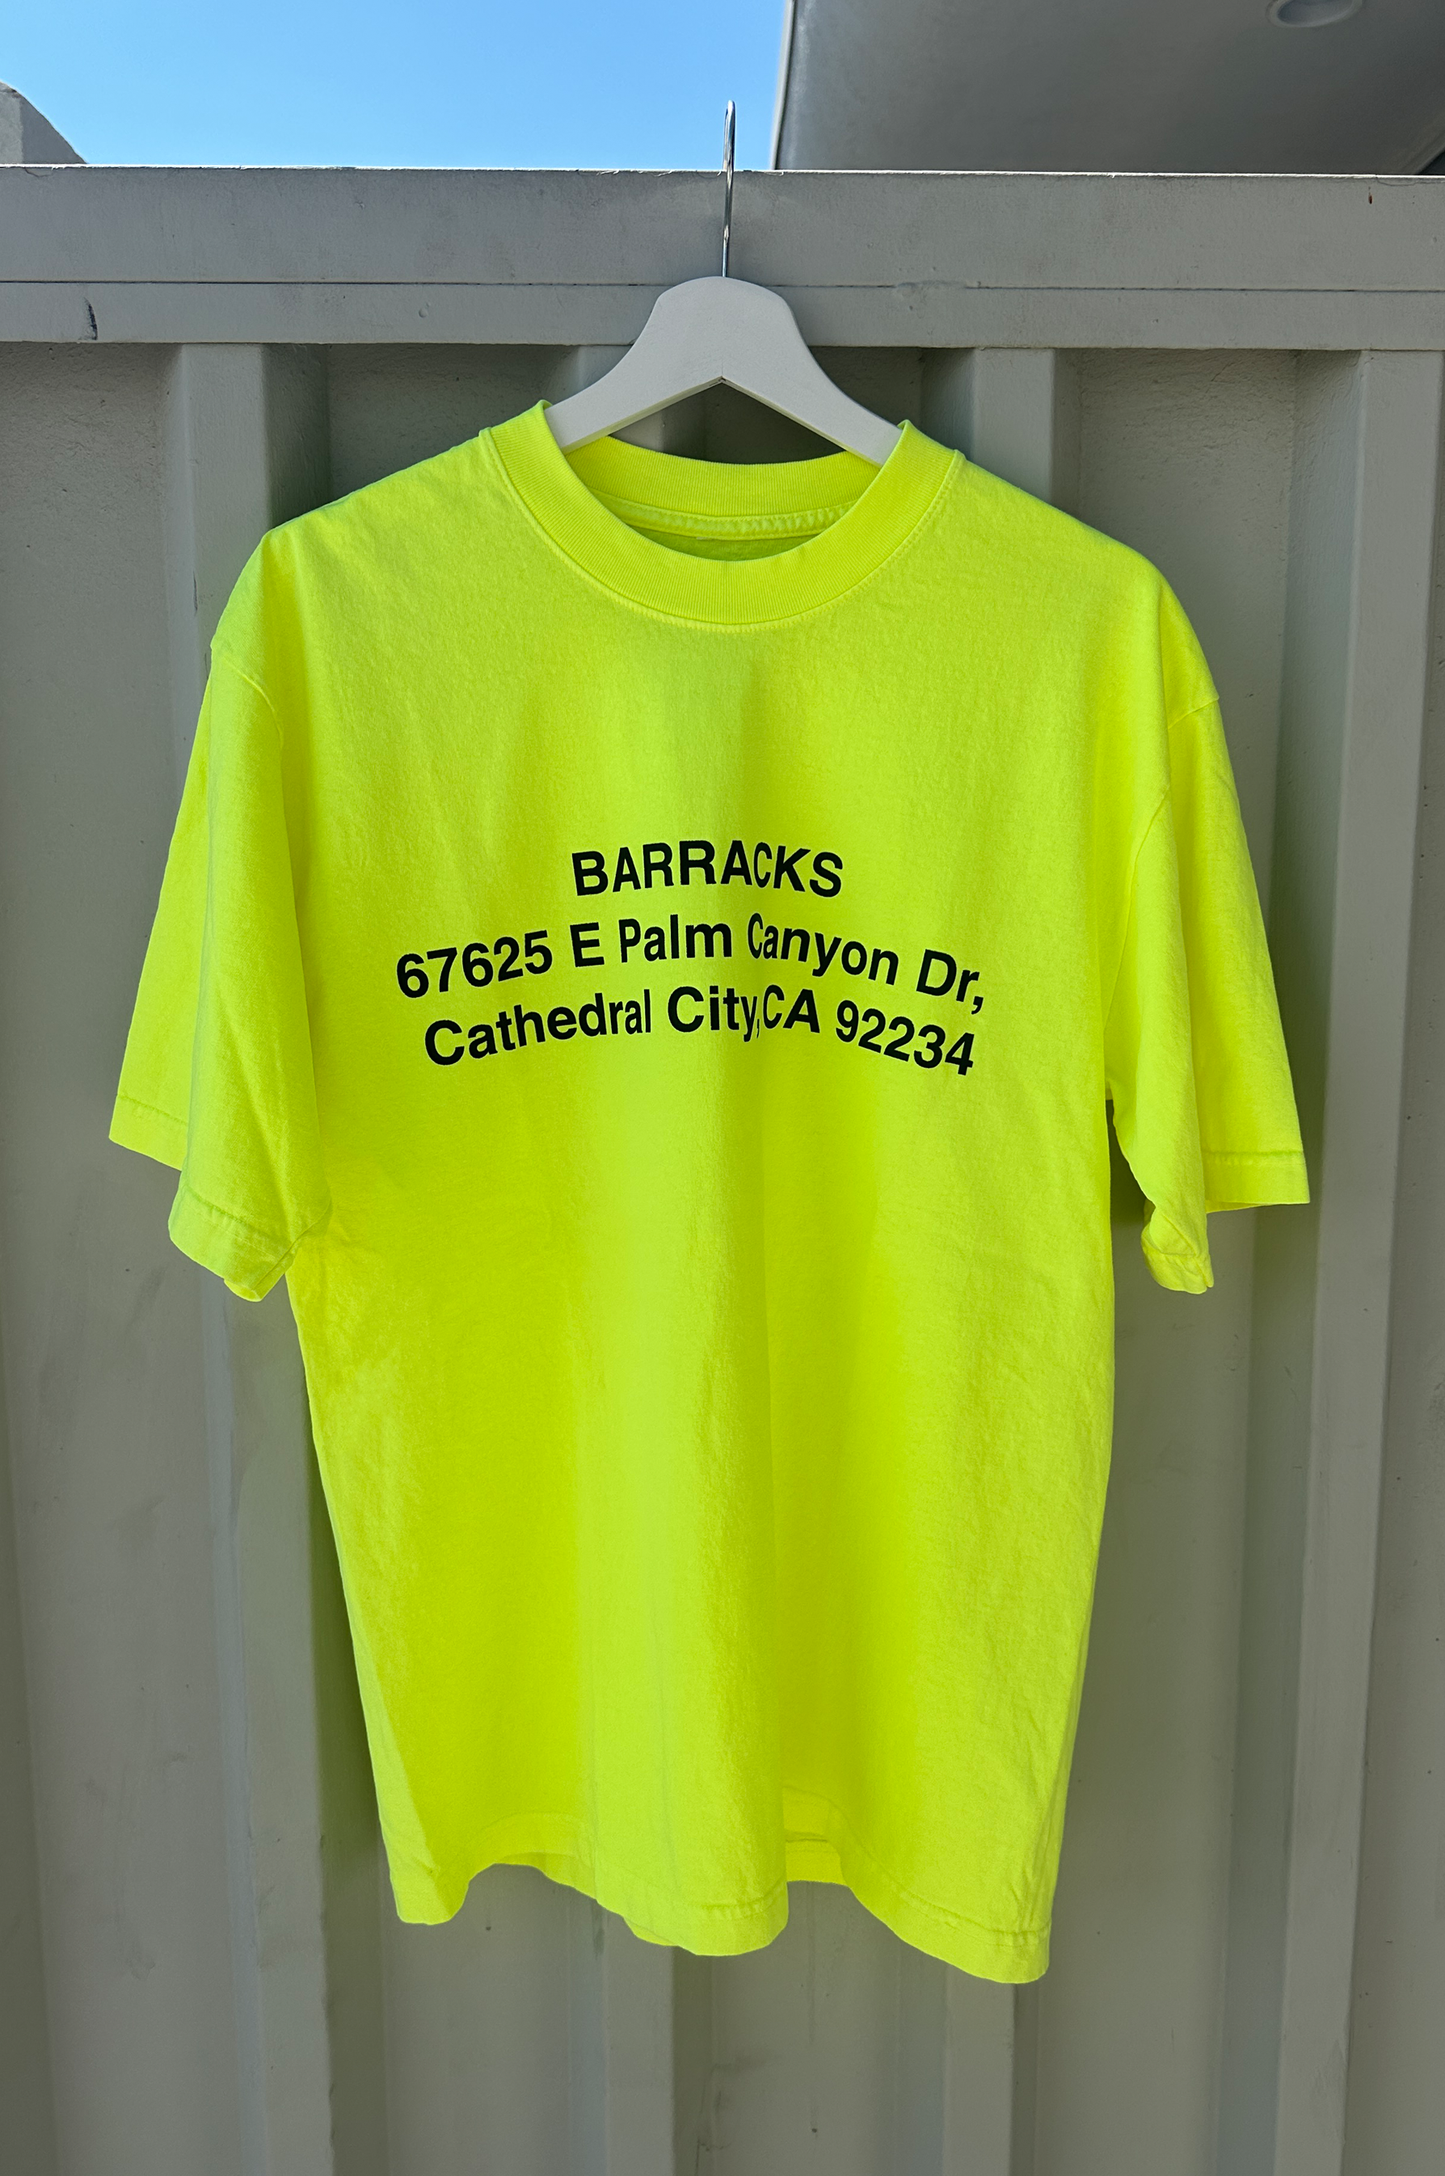 BARRACKS
67625 E Palm Canyon Dr,
Cathedral City,CA 92234